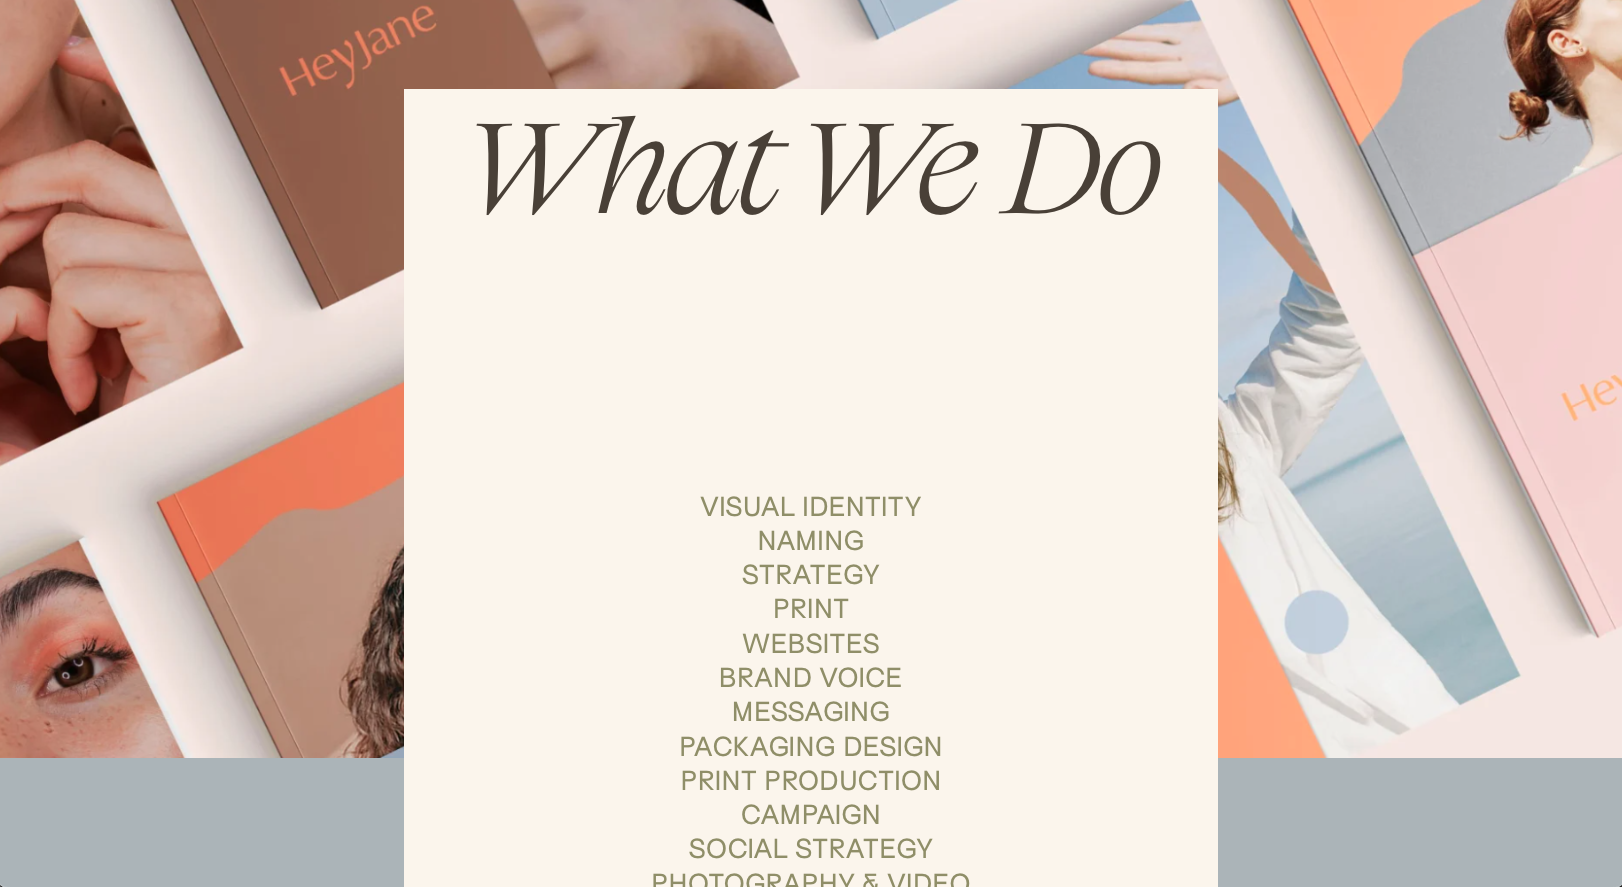 HeyJane
What We Do
Hey
VISUAL IDENTITY
NAMING
STRATEGY
PRINT
WEBSITES
BRAND VOICE
MESSAGING
PACKAGING DESIGN
PRINT PRODUCTION
CAMPAIGN
SOCIAL STRATEGY
PHOTOGRAPHY & VIDEO